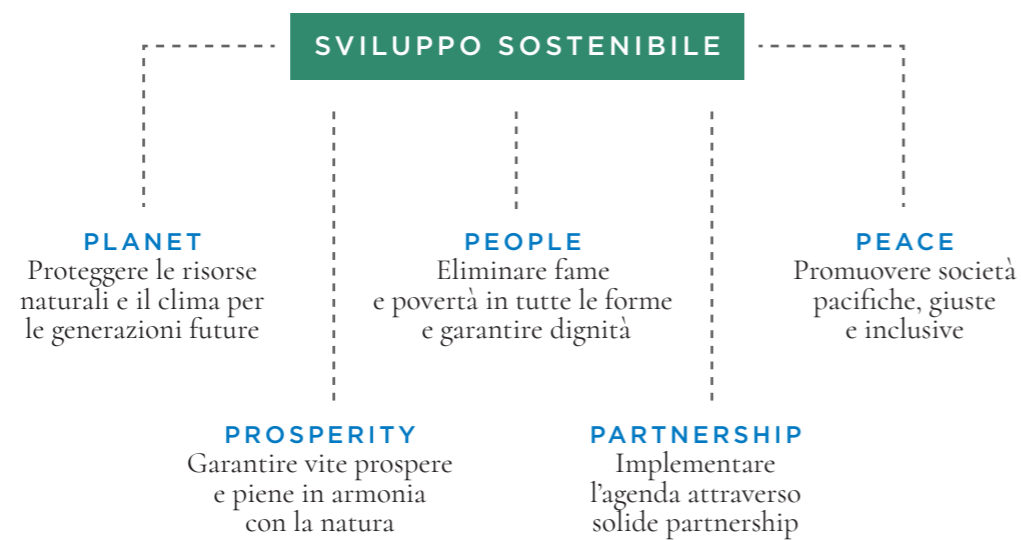 SVILUPPO SOSTENIBILE
PLANET
Proteggere le risorse
naturali e il clima per
le generazioni future
PEOPLE
Eliminare fame
e povertà in tutte le forme
e garantire dignità
PEACE
Promuovere società
pacifiche, giuste
e inclusive
PROSPERITY
Garantire vite prospere
e piene in armonia
con la natura
PARTNERSHIP
Implementare
l’agenda attraverso
solide partnership